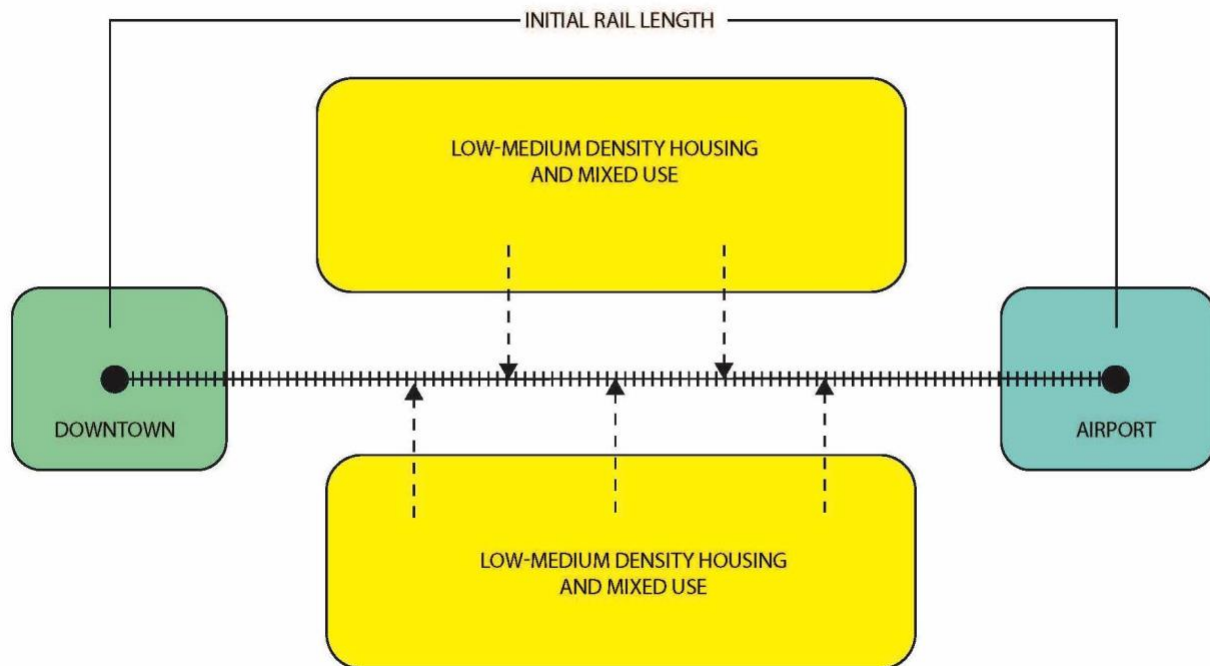 INITIAL RAIL LENGTH
LOW-MEDIUM DENSITY HOUSING
AND MIXED USE
DOWNTOWN
AIRPORT
LOW-MEDIUM DENSITY HOUSING
AND MIXED USE